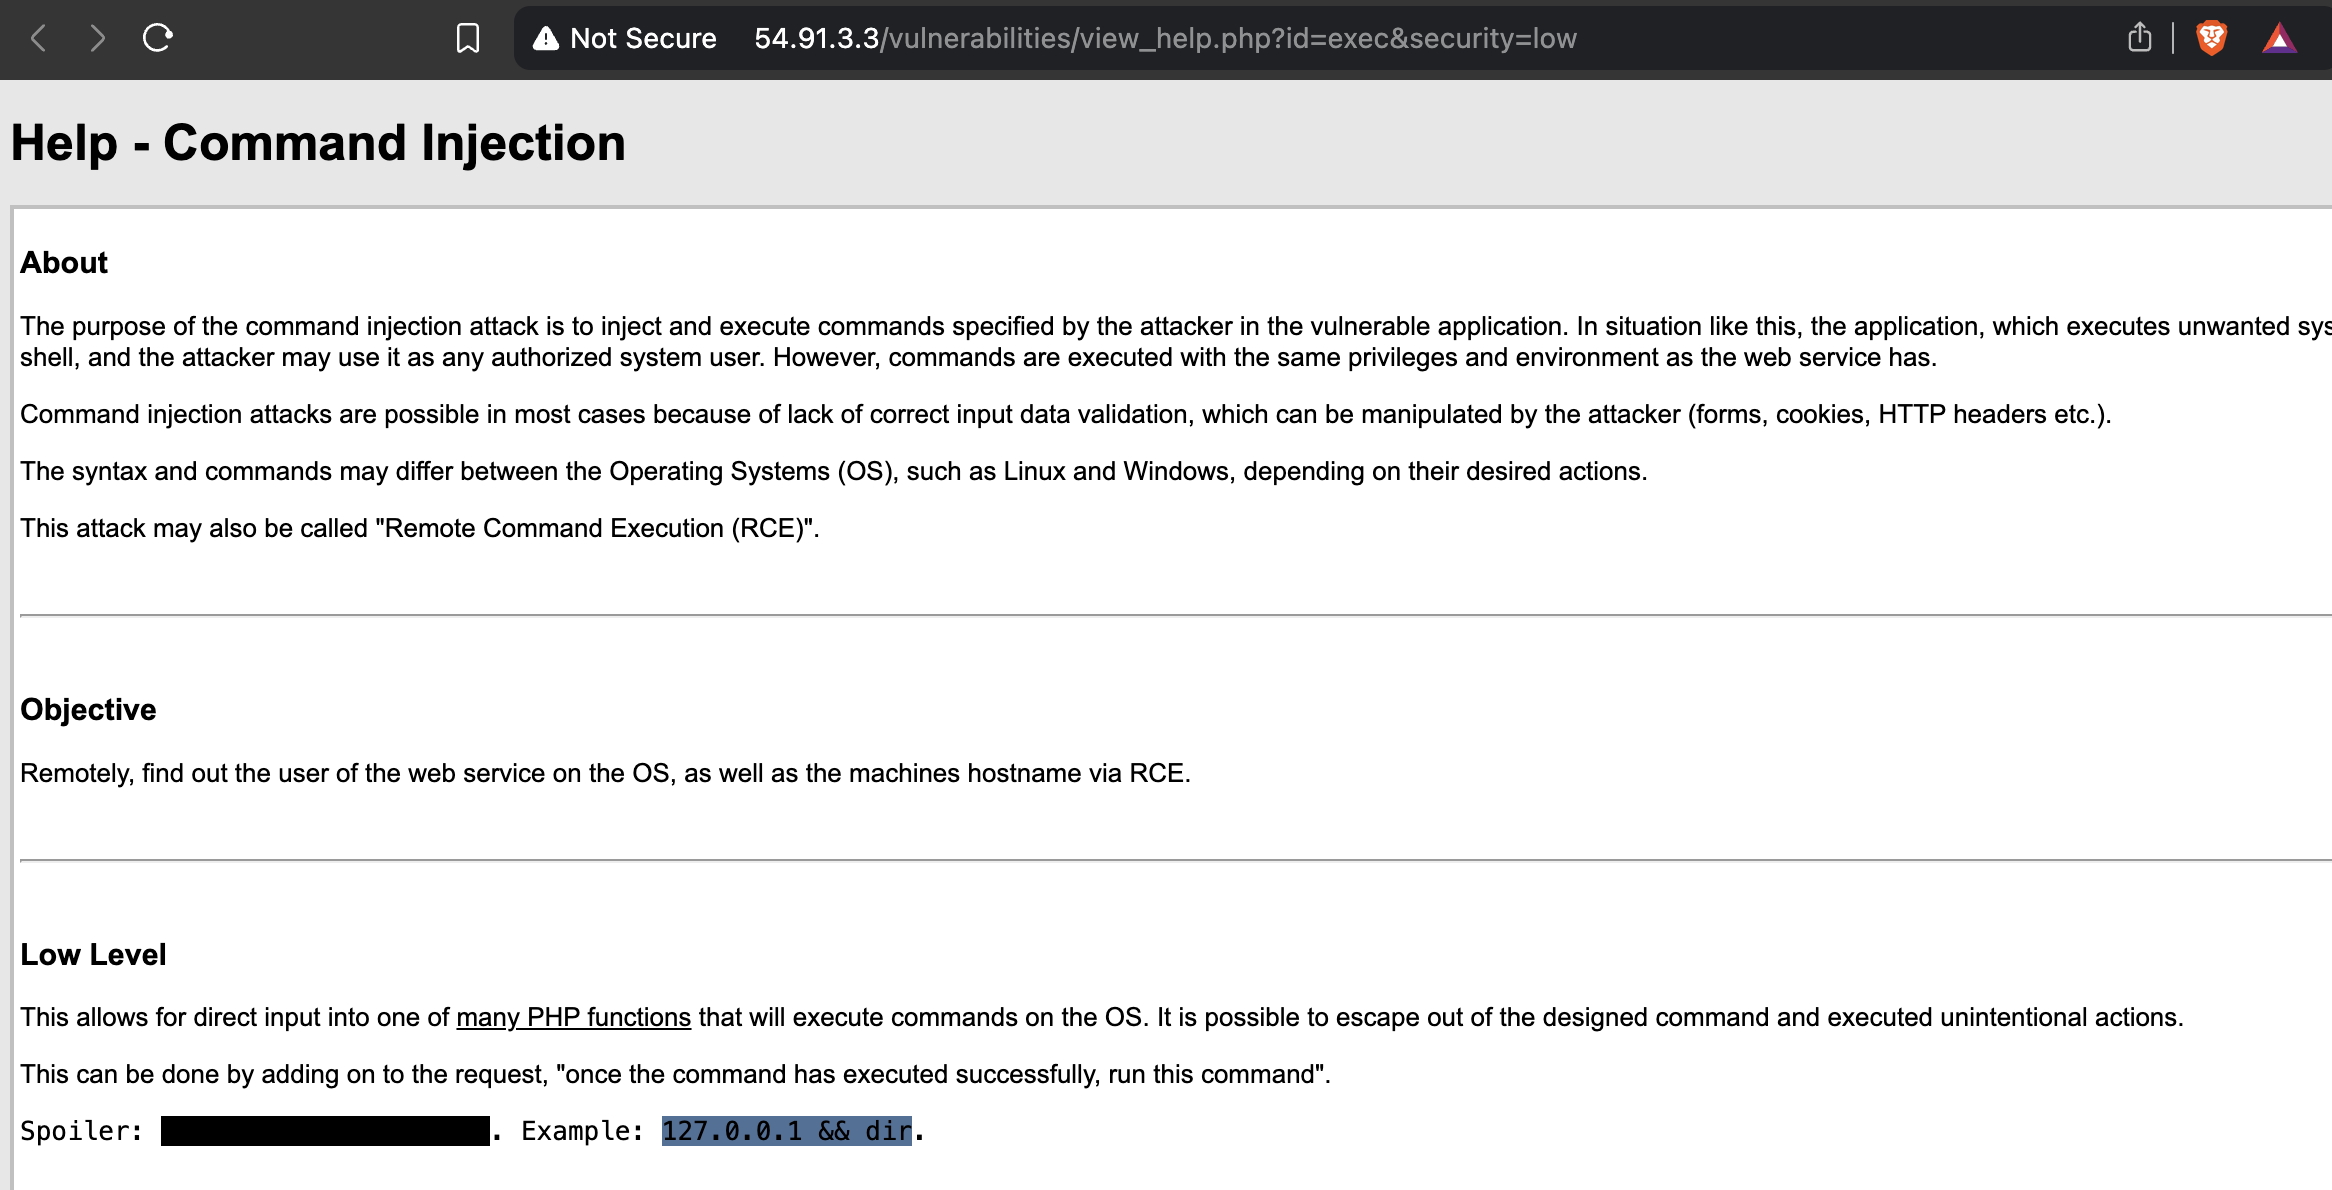 Not Secure 54.91.3.3/vulnerabilities/view_help.php?id=exec&security=low
Help - Command Injection
About
The purpose of the command injection attack is to inject and execute commands specified by the attacker in the vulnerable application. In situation like this, the application, which executes unwanted sys
shell, and the attacker may use it as any authorized system user. However, commands are executed with the same privileges and environment as the web service has.
Command injection attacks are possible in most cases because of lack of correct input data validation, which can be manipulated by the attacker (forms, cookies, HTTP headers etc.).
The syntax and commands may differ between the Operating Systems (OS), such as Linux and Windows, depending on their desired actions.
This attack may also be called "Remote Command Execution (RCE)".
Objective
Remotely, find out the user of the web service on the OS, as well as the machines hostname via RCE.
Low Level
This allows for direct input into one of many PHP functions that will execute commands on the OS. It is possible to escape out of the designed command and executed unintentional actions.
This can be done by adding on to the request, "once the command has executed successfully, run this command".
Spoiler: . Example: 127.0.0.1 && dir.